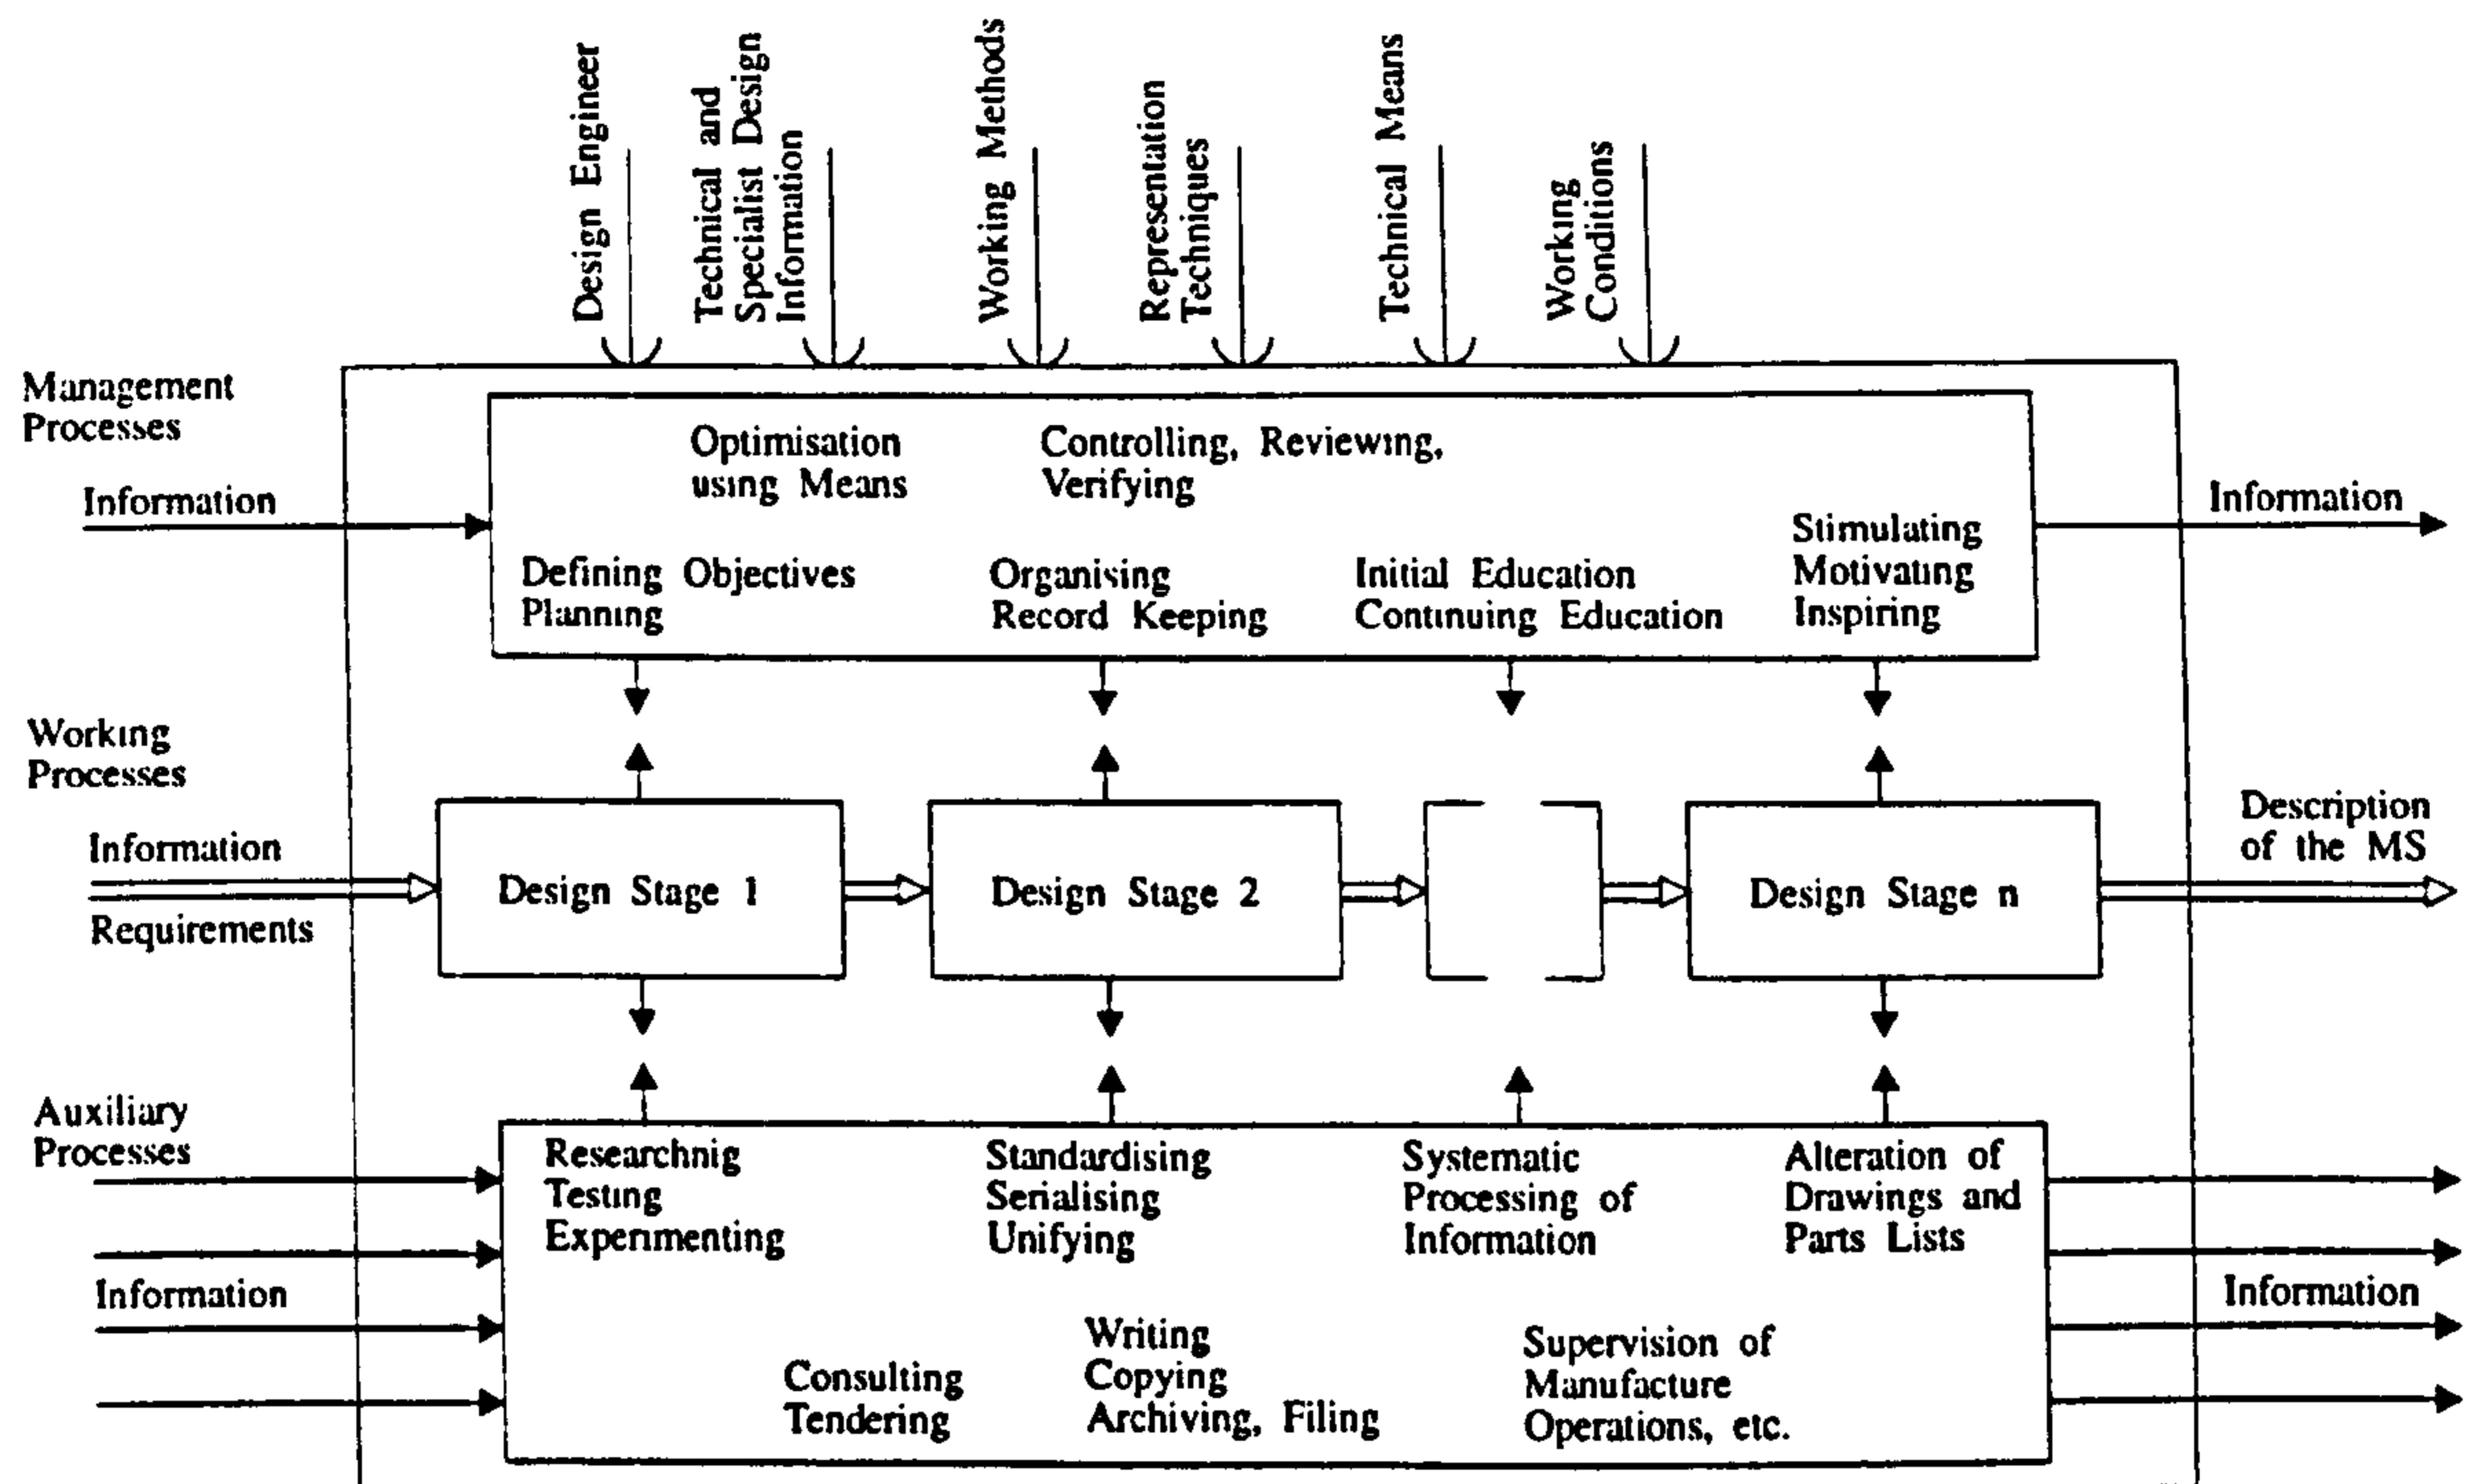 Design Engineer
Technical and
Specialist Design
Information
Working Methods
Representation
Techniques
Technical Means
Working
Conditions
Management
Processes
Information
Optimisation
using Means
Controlling, Reviewing,
Verifying
Defining Objectives
Planning
Organising
Record Keeping
Initial Education
Continuing Education
Stimulating
Motivating
Inspiring
Information
Working
Processes
Information
Requirements
Design Stage 1
Design Stage 2
Design Stage n
Description
of the MS
Auxiliary
Processes
Information
Researchnig
Testing
Experimenting
Standardising
Serialising
Unifying
Systematic
Processing of
Information
Alteration of
Drawings and
Parts Lists
Consulting
Tendering
Writing
Copying
Archiving, Filing
Supervision of
Manufacture
Operations, etc.
Information